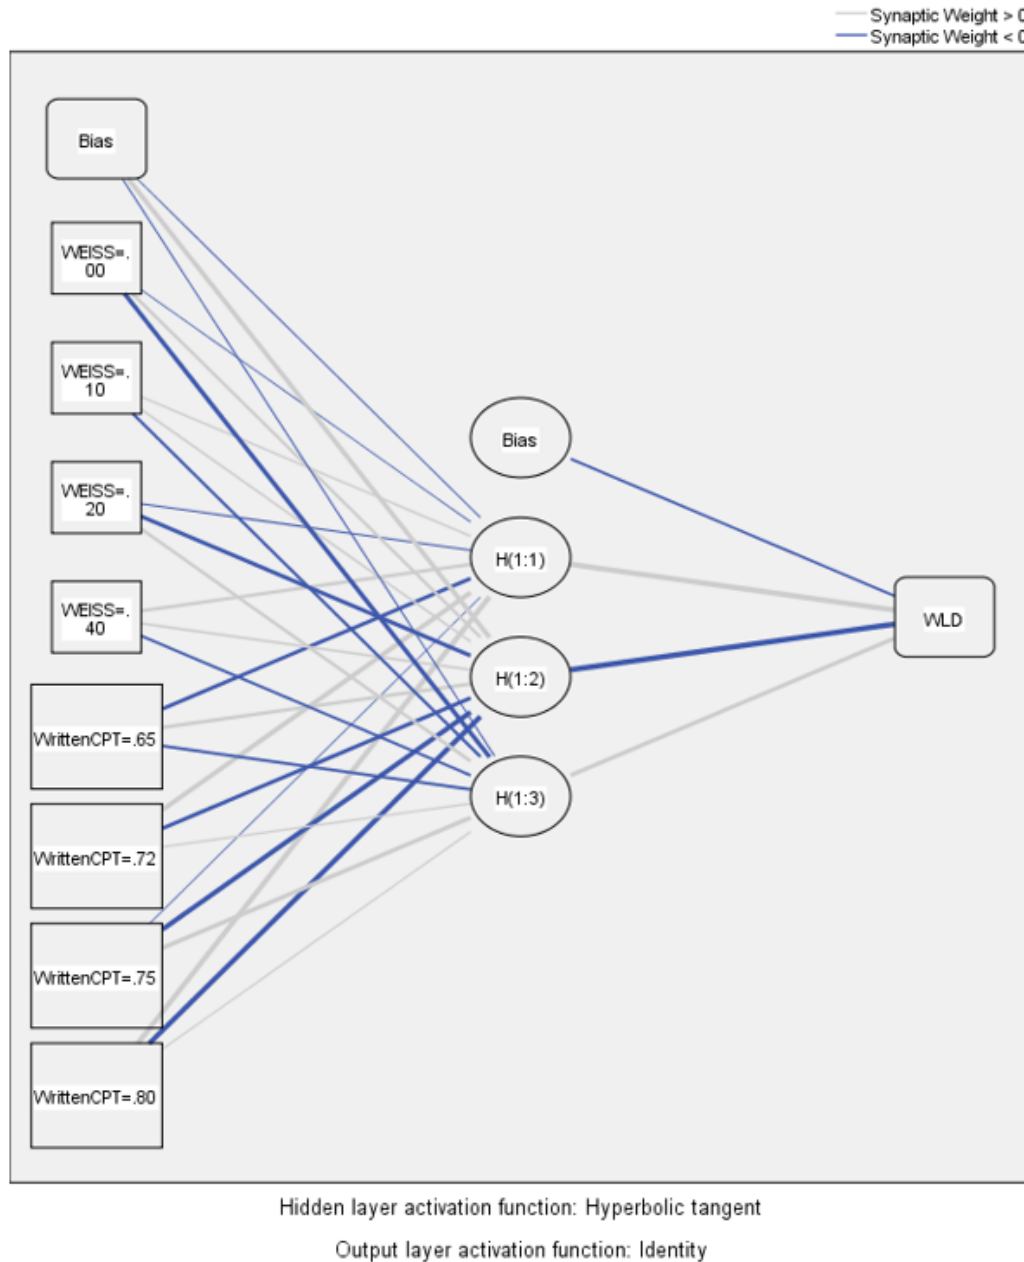 Synaptic Weight > 0
Synaptic Weight < 0
Bias
WEISS=.
00
WEISS=.
10
WEISS=.
20
WEISS=.
40
WrittenCPT=.65
WrittenCPT=.72
WrittenCPT=.75
WrittenCPT=.80
Bias
H(1:1)
H(1:2)
H(1:3)
WLD
Hidden layer activation function: Hyperbolic tangent
Output layer activation function: Identity